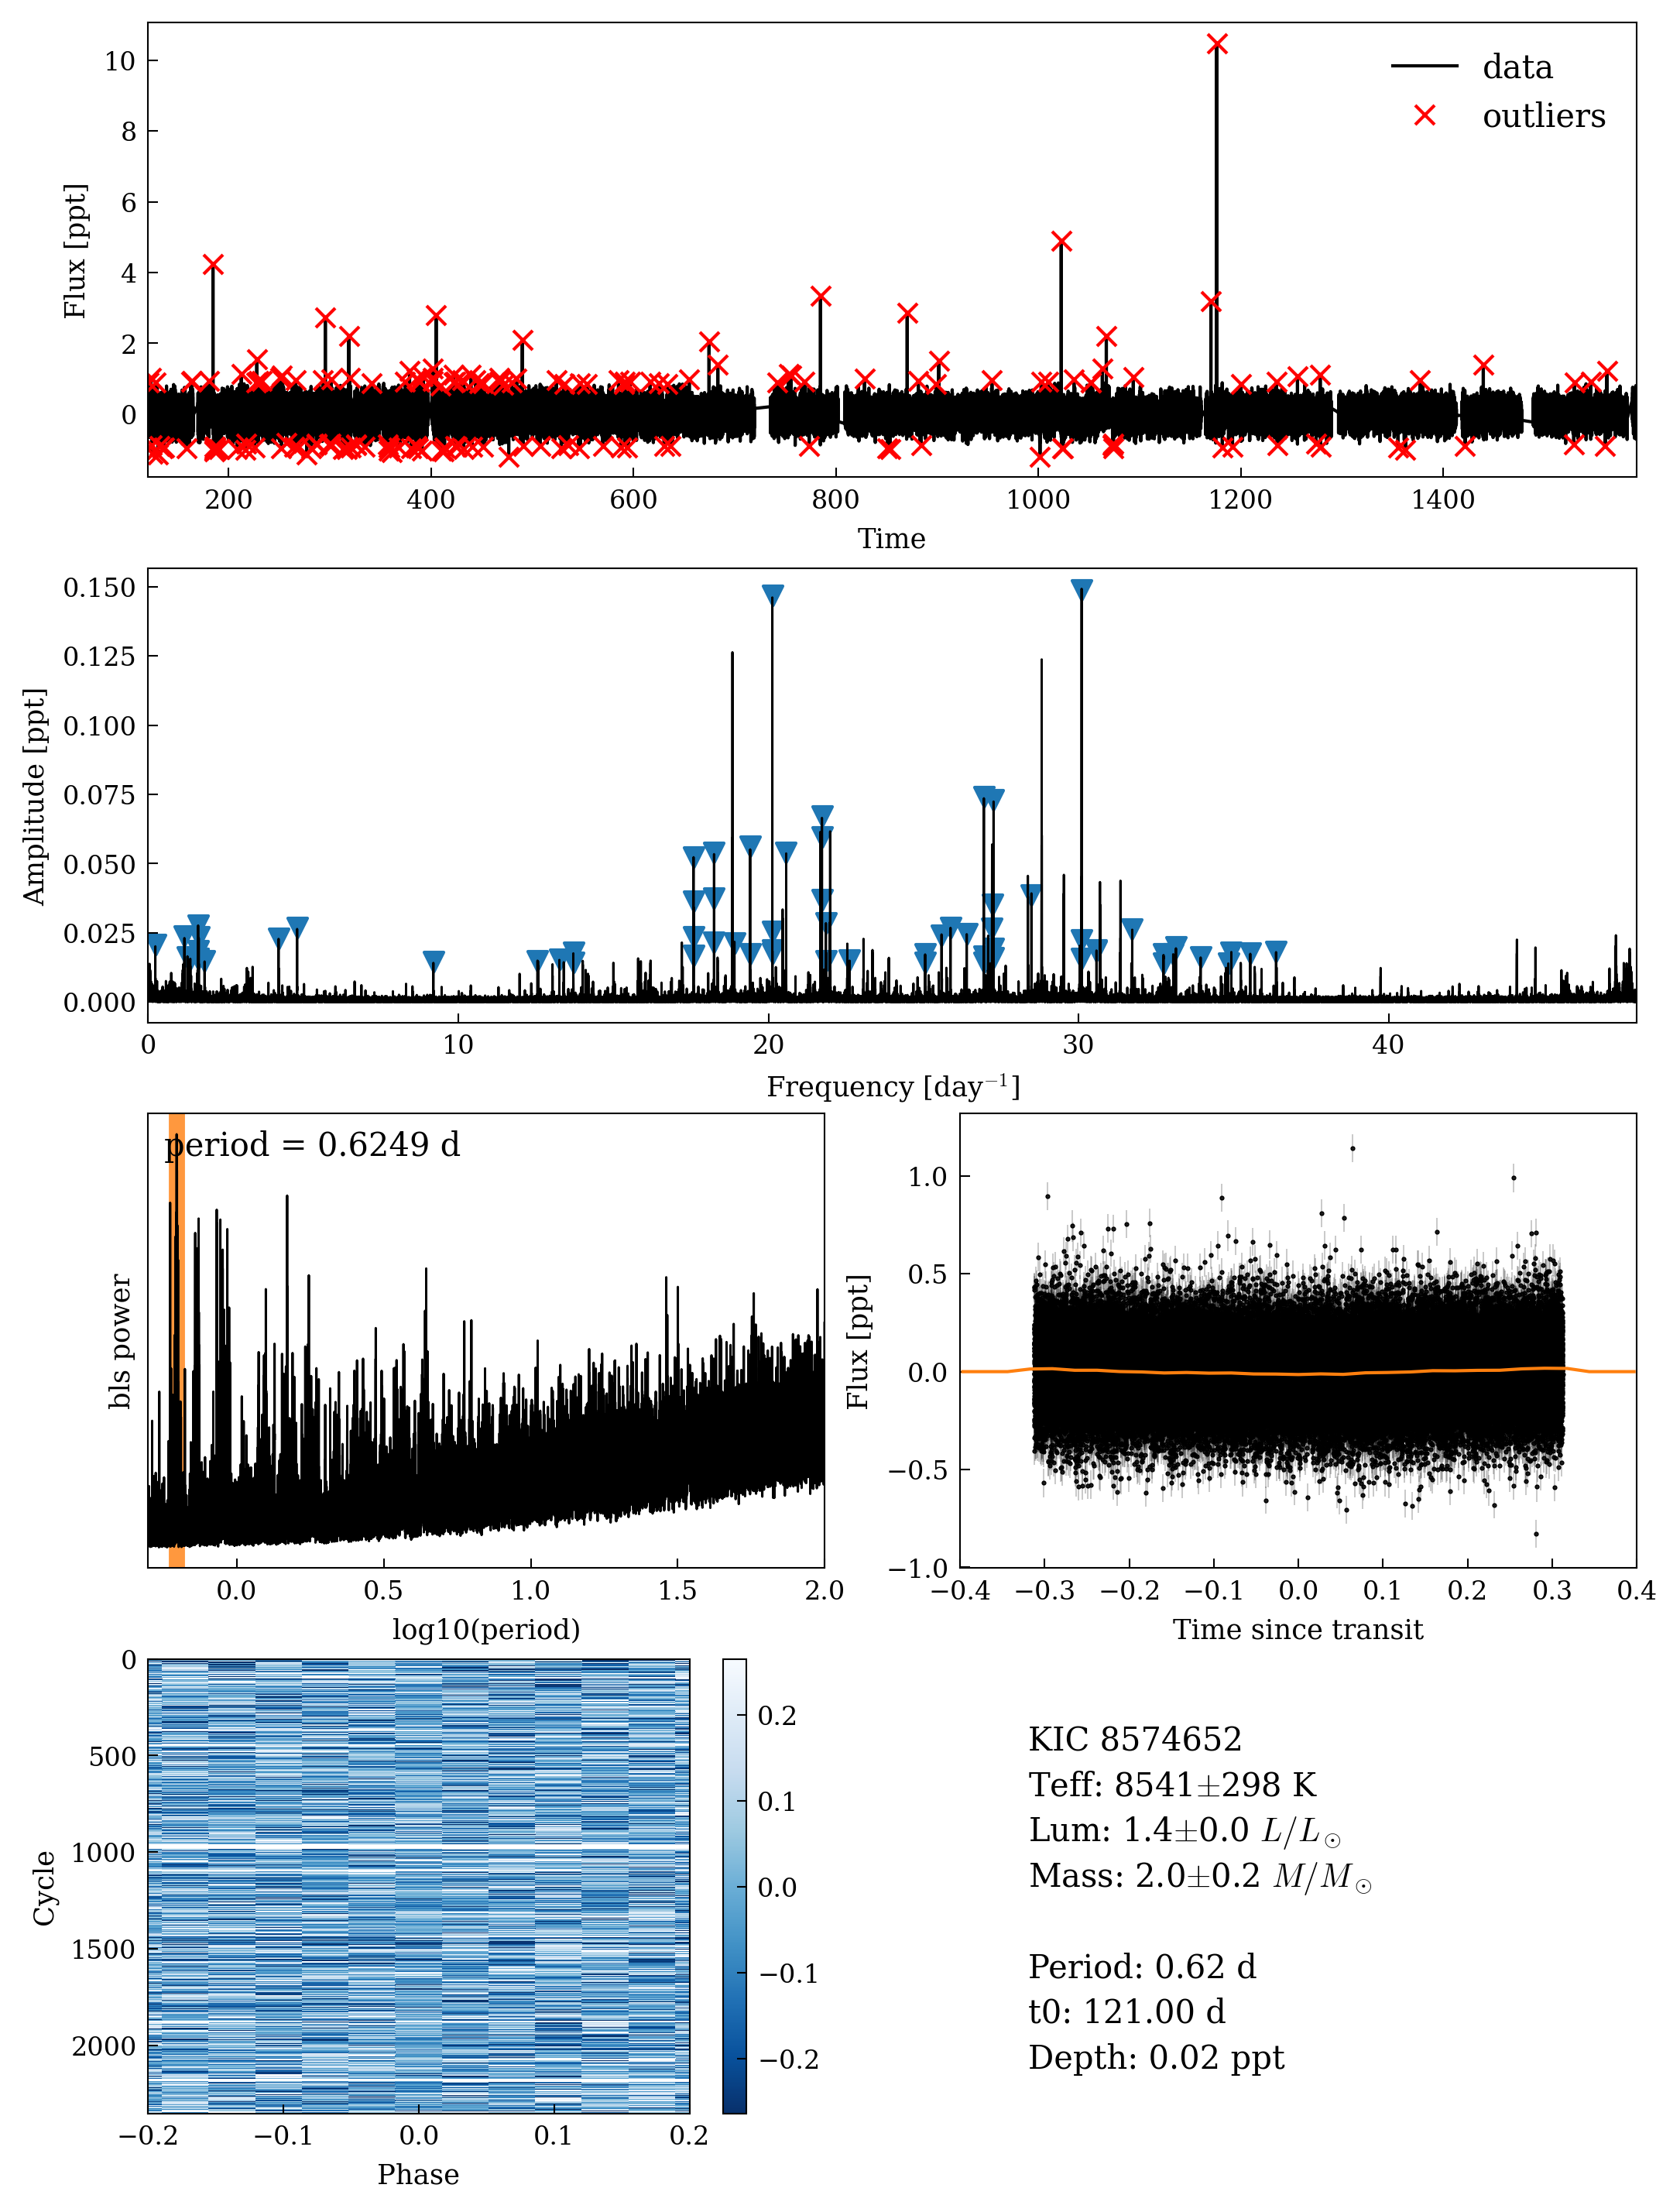 10
8
6
4
2
0
Flux [ppt]
data
outliers
200 400 600 800 1000 1200 1400
Time
0.150
0.125
0.100
0.075
0.050
0.025
0.000
Amplitude [ppt]
0 10 20 30 40
Frequency [day⁻¹]
period = 0.6249 d
bls power
0.0 0.5 1.0 1.5 2.0
log10(period)
1.0
0.5
0.0
−0.5
−1.0
Flux [ppt]
−0.4 −0.3 −0.2 −0.1 0.0 0.1 0.2 0.3 0.4
Time since transit
0
500
1000
1500
2000
Cycle
−0.2 −0.1 0.0 0.1 0.2
Phase
0.2
0.1
0.0
−0.1
−0.2
KIC 8574652
Teff: 8541±298 K
Lum: 1.4±0.0 L/L☉
Mass: 2.0±0.2 M/M☉
Period: 0.62 d
t0: 121.00 d
Depth: 0.02 ppt